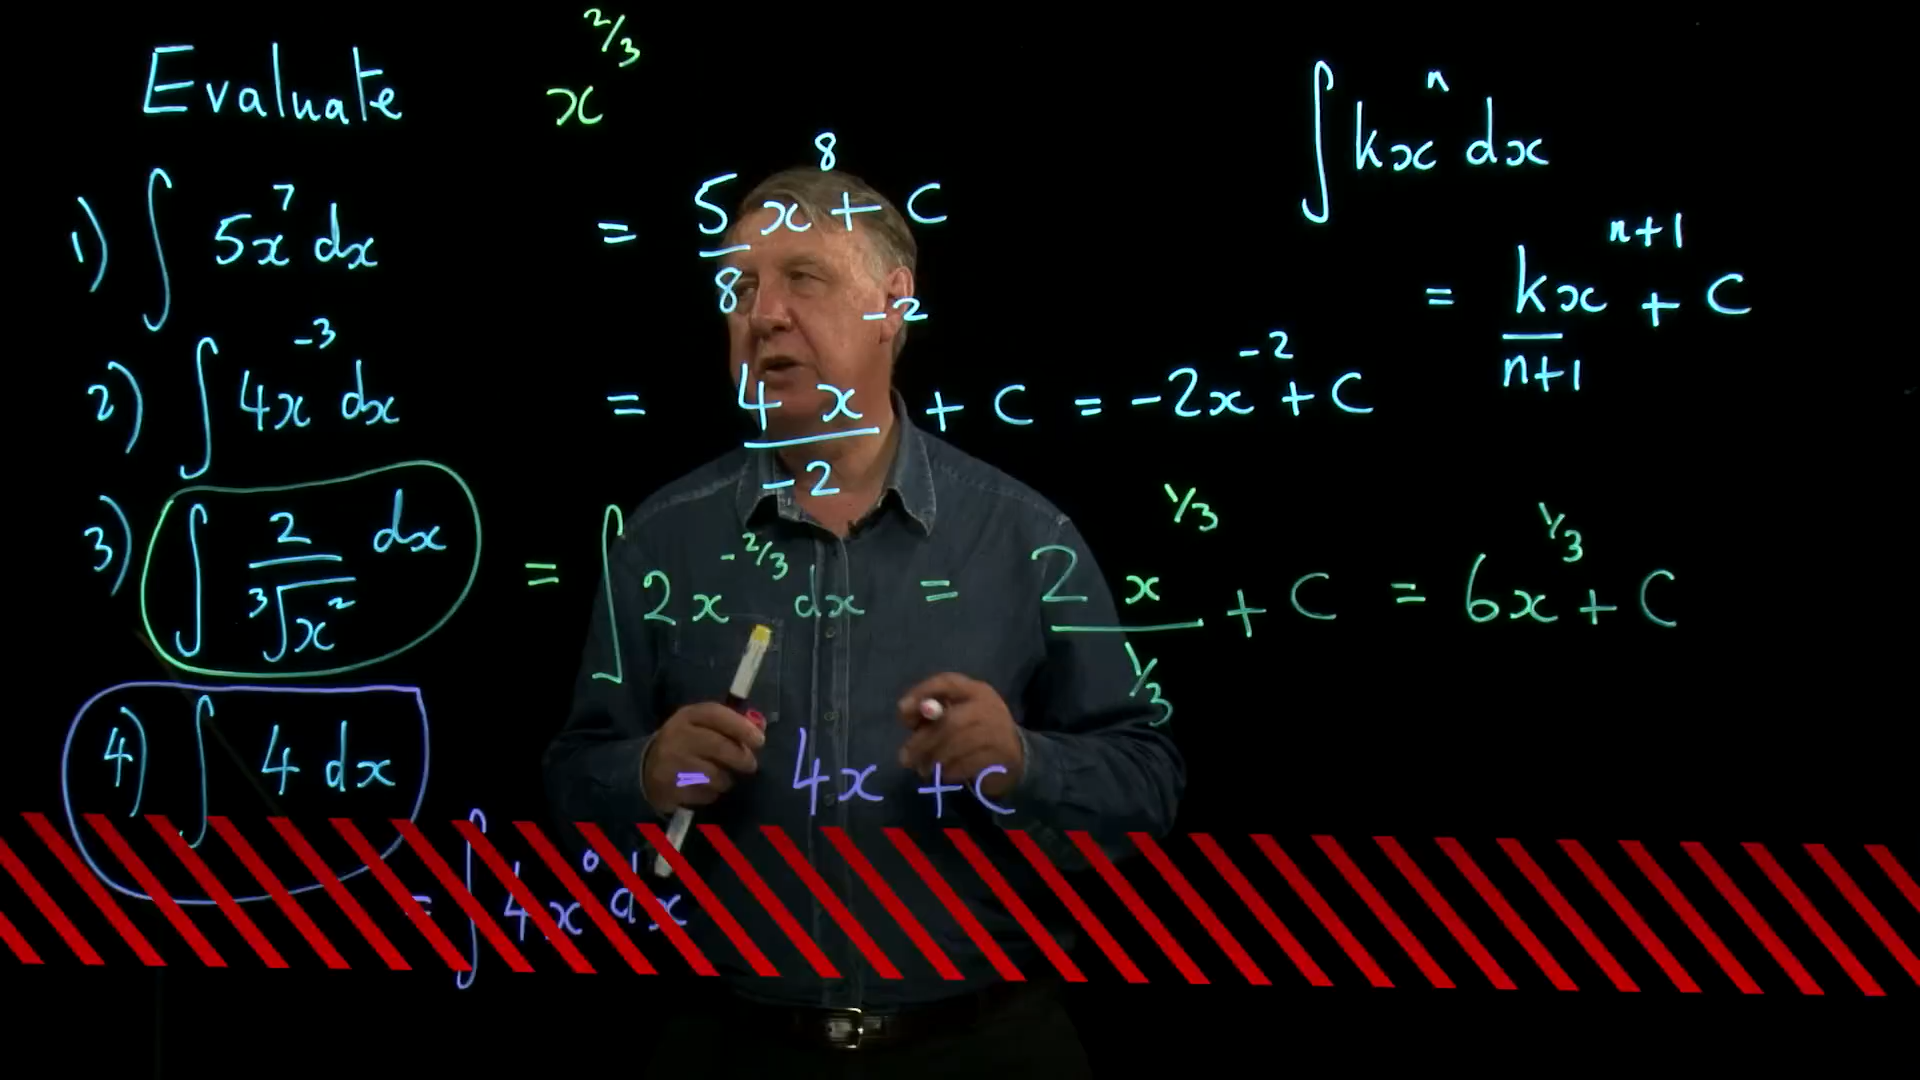 Evaluate x^{2/3}
∫ kx^n dx
= k/(n+1) x^{n+1} + C
1) ∫ 5x^7 dx = 5/8 x^8 + C
2) ∫ 4x^{-3} dx = 4x^{-2}/-2 + C = -2x^{-2} + C
3) ∫ 2/∛x² dx = ∫ 2x^{-2/3} dx = 2x^{1/3}/(1/3) + C = 6x^{1/3} + C
4) ∫ 4 dx = 4x + C
= ∫ 4x^0 dx